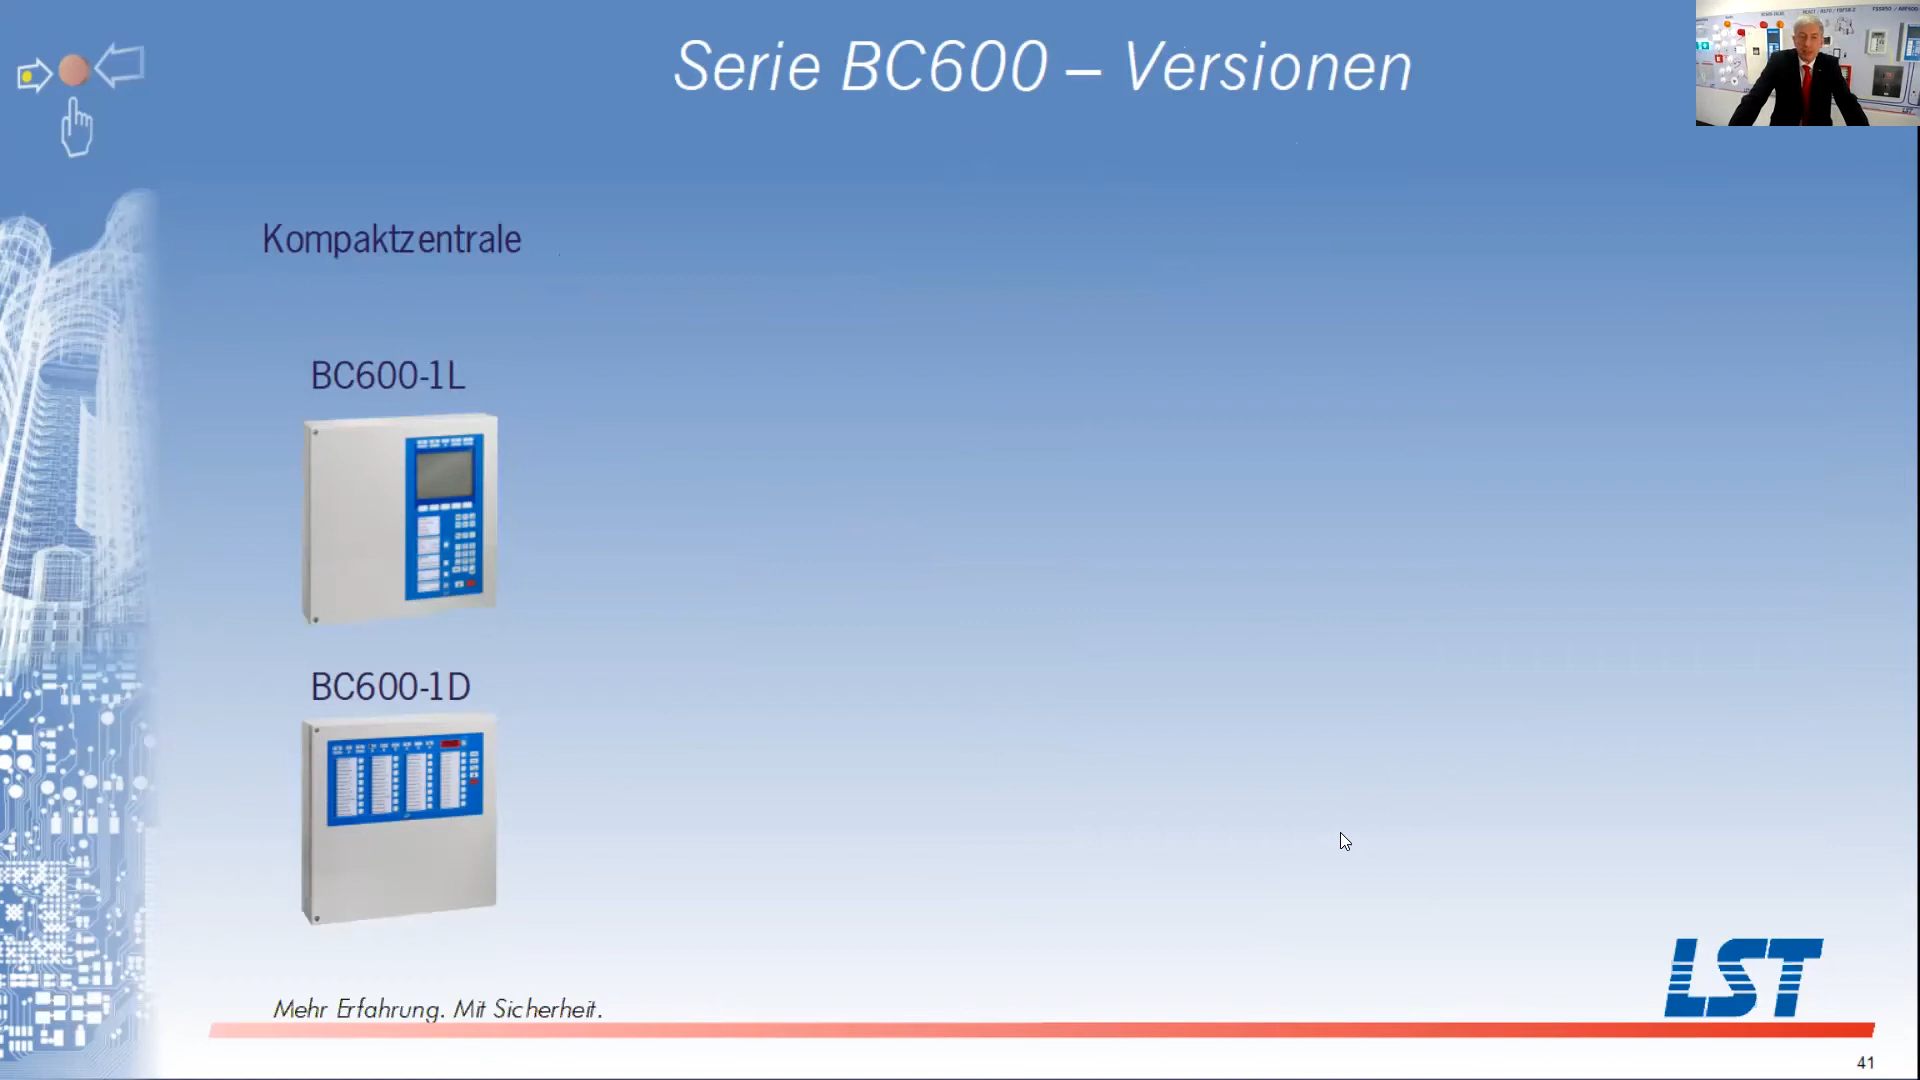 Serie BC600 – Versionen
Kompaktzentrale
BC600-1L
BC600-1D
Mehr Erfahrung. Mit Sicherheit.
LST
41